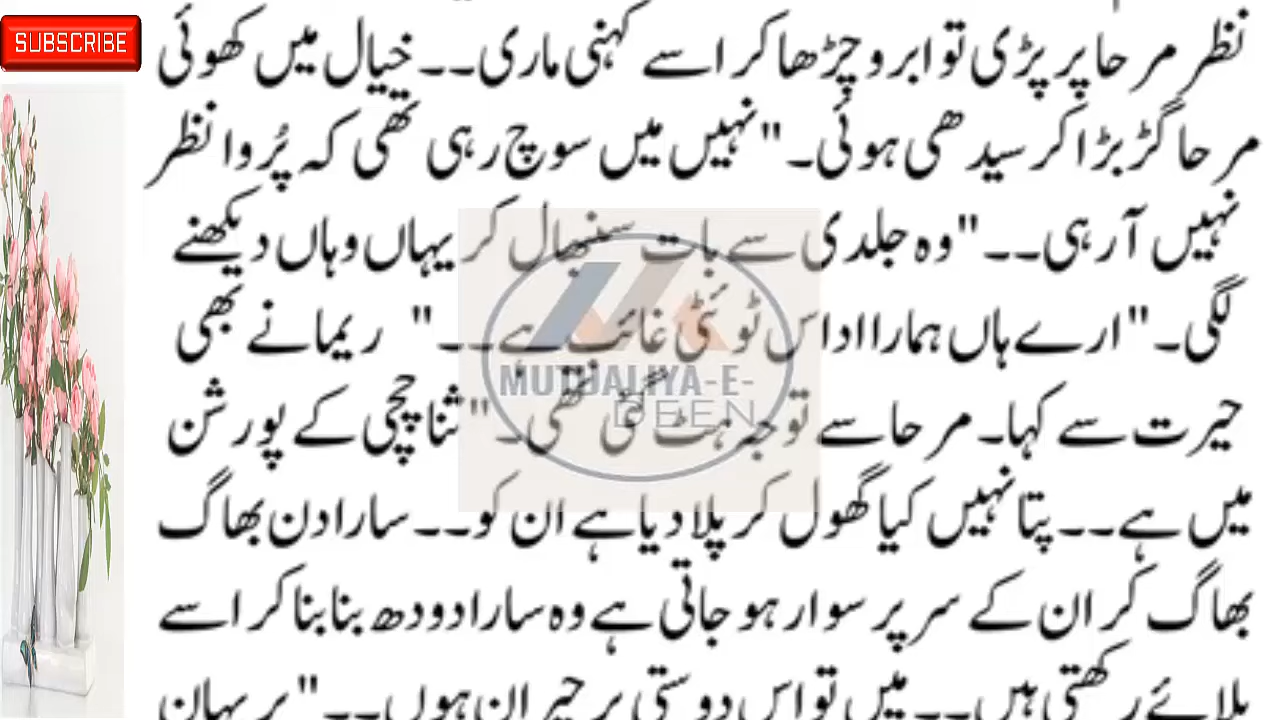 SUBSCRIBE
نظر مرحا پر پڑی تو ابرو چڑھا کر اسے کہنی ماری۔۔ خیال میں کھوئی
مرحا گڑبڑا کر سیدھی ہوئی۔ "نہیں میں سوچ رہی تھی کہ پُروا نظر
نہیں آ رہی۔۔ "وہ جلدی سے بات سنبھال کر یہاں وہاں دیکھنے
لگی۔ "ارے ہاں ہمارا اداس ٹوئٹی غائب ہے۔۔" ریما نے بھی
حیرت سے کہا۔ مرحا سے توجہ ہٹ گئی تھی۔ "ثنا چچی کے پورشن
میں ہے۔۔ پتا نہیں کیا گھول کر پلا دیا ہے ان کو۔۔ سارا دن بھاگ
بھاگ کر ان کے سر پر سوار ہو جاتی ہے وہ سارا دودھ بنا بنا کر اسے
پلائے رکھتی ہیں۔۔ میں تو اس دوستی پر حیران ہوں۔۔" پریہان
MUTUALIYA-E-
DEEN